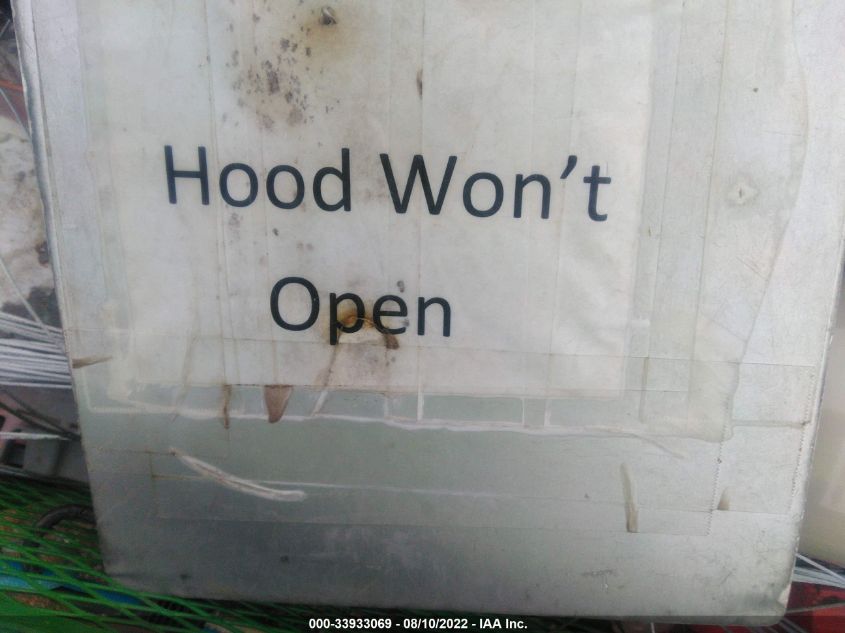 Hood Won’t
Open
000-33933069 - 08/10/2022 - IAA Inc.